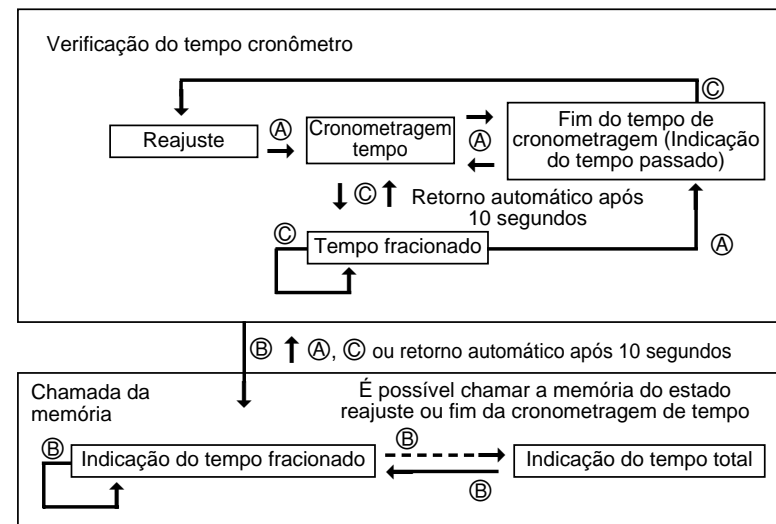 Verificação do tempo cronômetro
Ⓒ
Reajuste
Ⓐ
Cronometragem
tempo
Ⓐ
Fim do tempo de
cronometragem (Indicação
do tempo passado)
Ⓒ
Retorno automático após
10 segundos
Ⓒ
Tempo fracionado
Ⓐ
Ⓑ Ⓐ, Ⓒ ou retorno automático após 10 segundos
Chamada da
memória
É possível chamar a memória do estado
reajuste ou fim da cronometragem de tempo
Ⓑ
Indicação do tempo fracionado
Ⓑ
Ⓑ
Indicação do tempo total